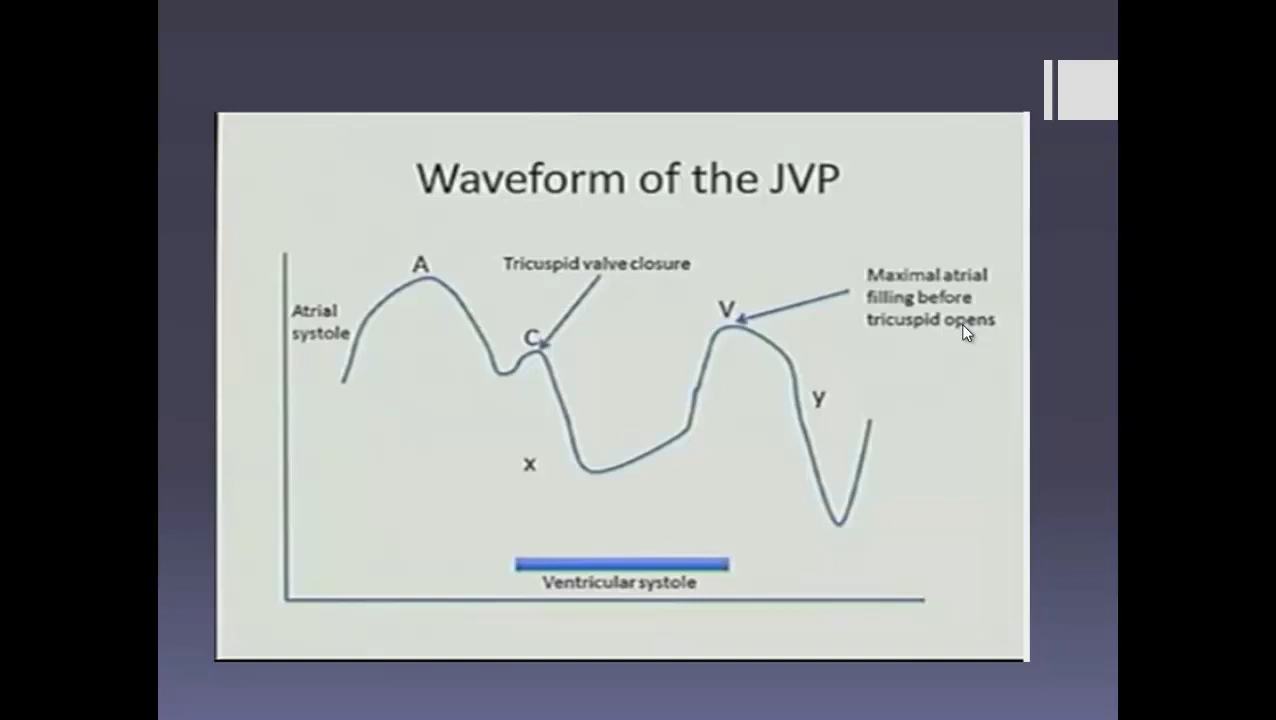 Waveform of the JVP
A
Tricuspid valve closure
Atrial
systole
C
V
Maximal atrial
filling before
tricuspid opens
y
x
Ventricular systole